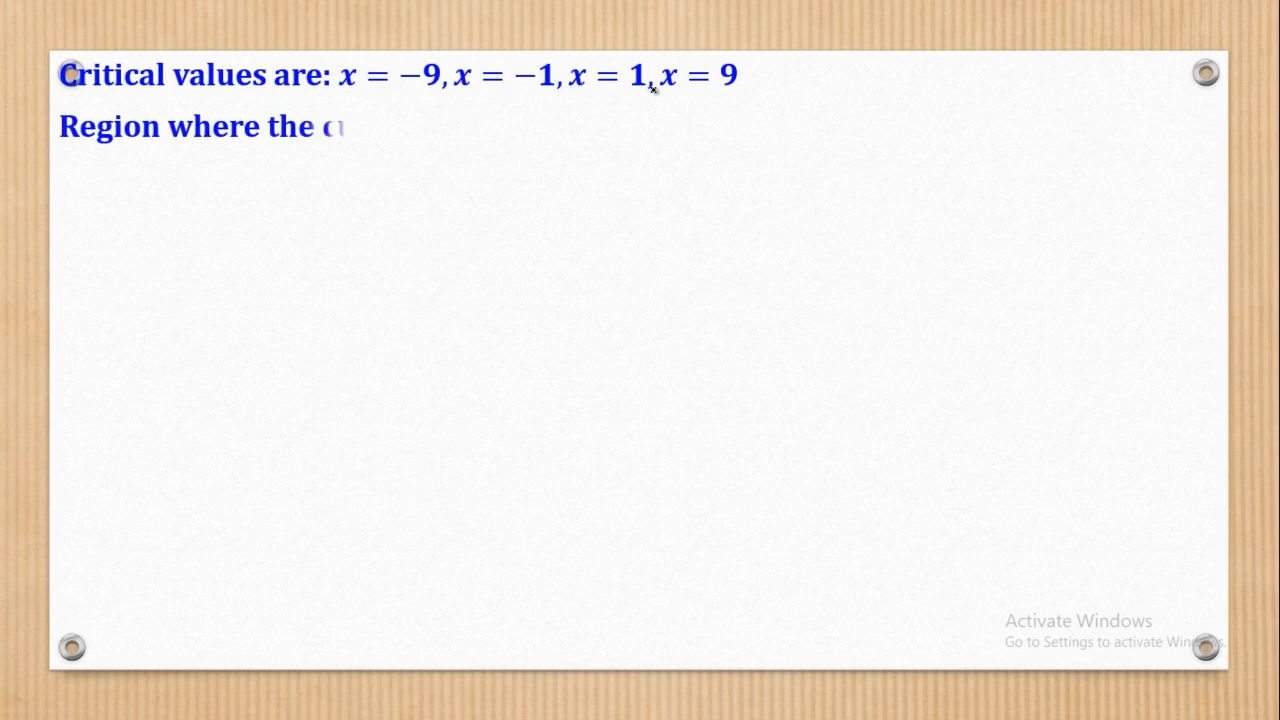 Critical values are: x = −9, x = −1, x = 1, x = 9
Region where the
Activate Windows
Go to Settings to activate Windows.